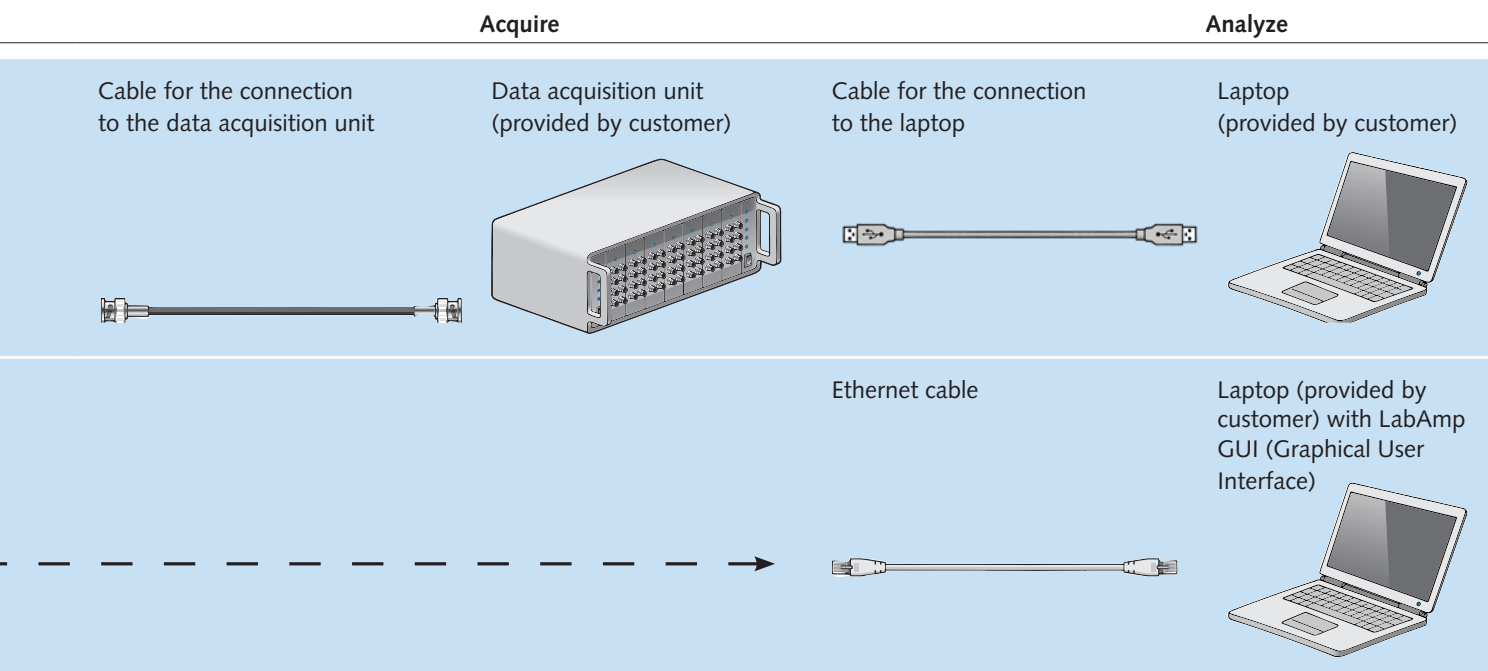 Acquire
Analyze
Cable for the connection
to the data acquisition unit
Data acquisition unit
(provided by customer)
Cable for the connection
to the laptop
Laptop
(provided by customer)
Ethernet cable
Laptop (provided by
customer) with LabAmp
GUI (Graphical User
Interface)